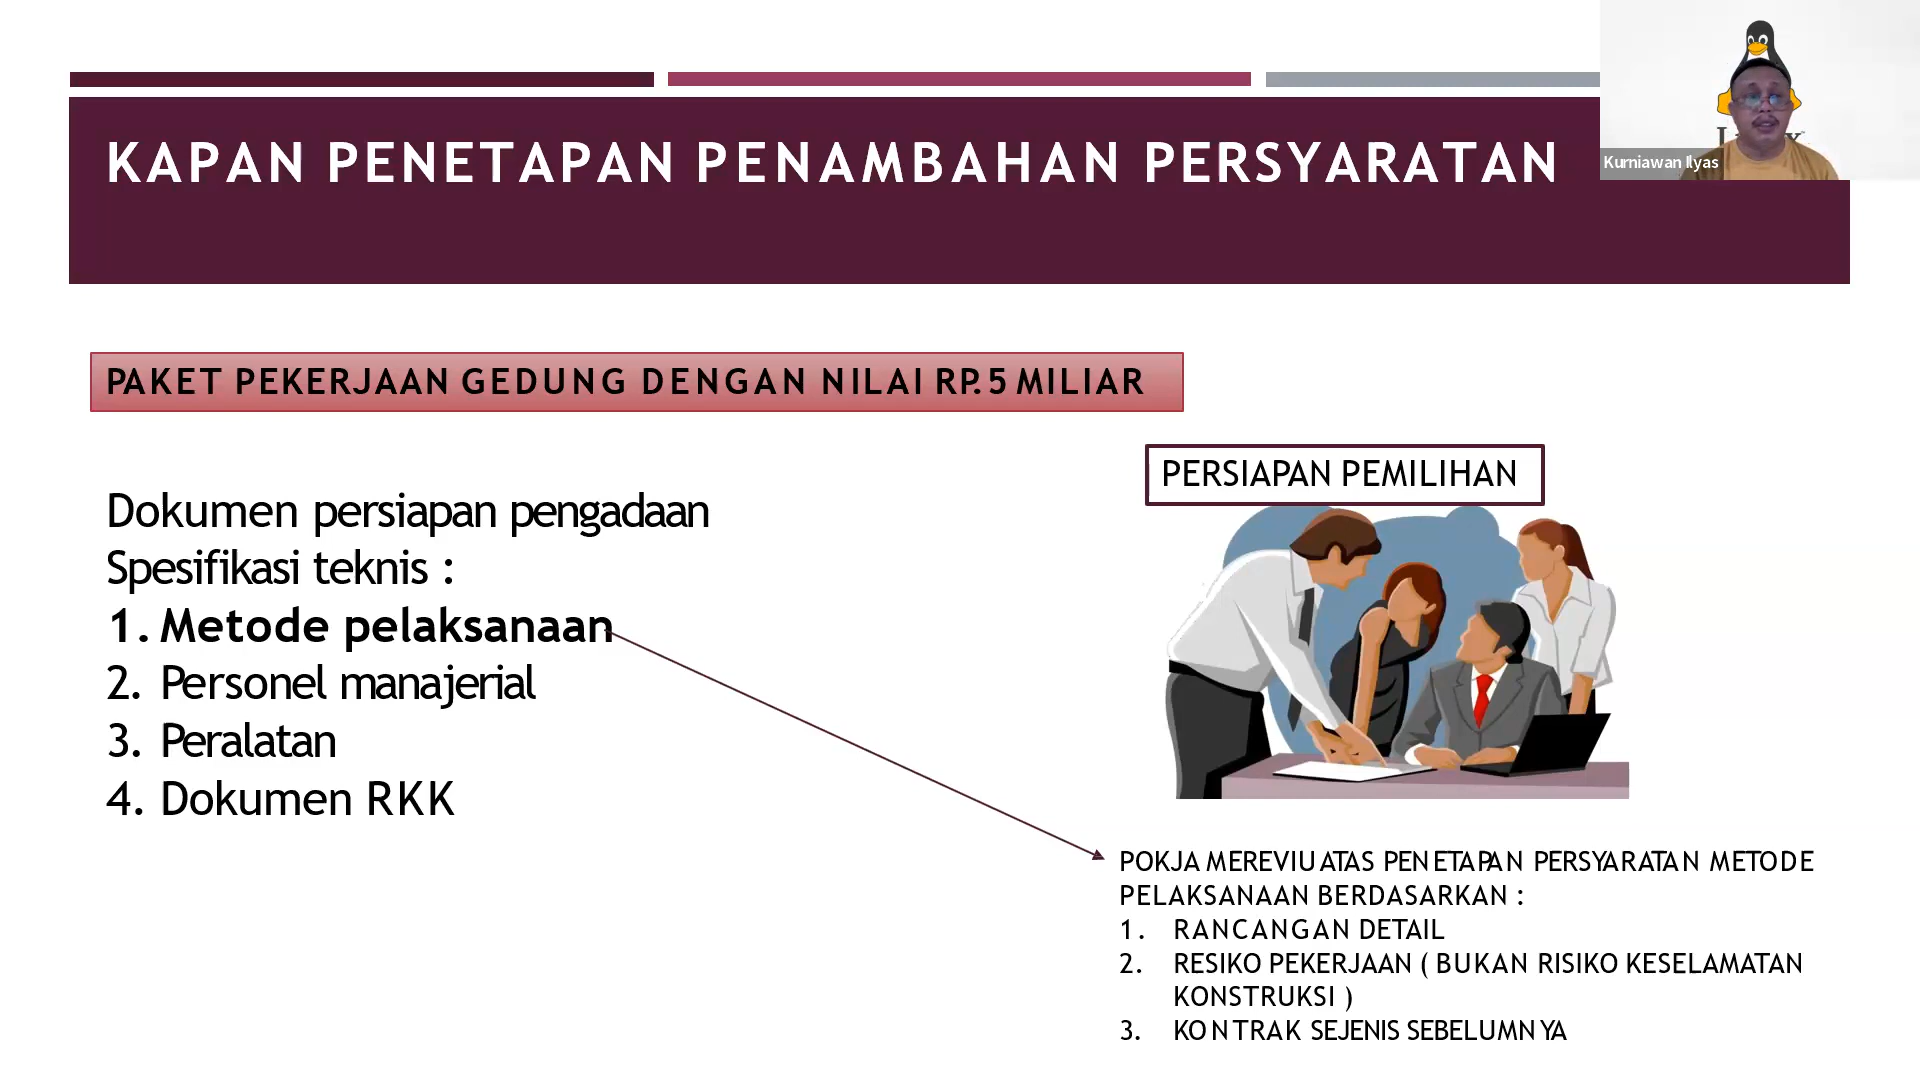 KAPAN PENETAPAN PENAMBAHAN PERSYARATAN
Kurniawan Ilyas
PAKET PEKERJAAN GEDUNG DENGAN NILAI RP.5 MILIAR
Dokumen persiapan pengadaan
Spesifikasi teknis :
1. Metode pelaksanaan
2. Personel manajerial
3. Peralatan
4. Dokumen RKK
PERSIAPAN PEMILIHAN
POKJA MEREVIU ATAS PENETAPAN PERSYARATAN METODE
PELAKSANAAN BERDASARKAN :
1. RANCANGAN DETAIL
2. RESIKO PEKERJAAN ( BUKAN RISIKO KESELAMATAN
KONSTRUKSI )
3. KONTRAK SEJENIS SEBELUMNYA